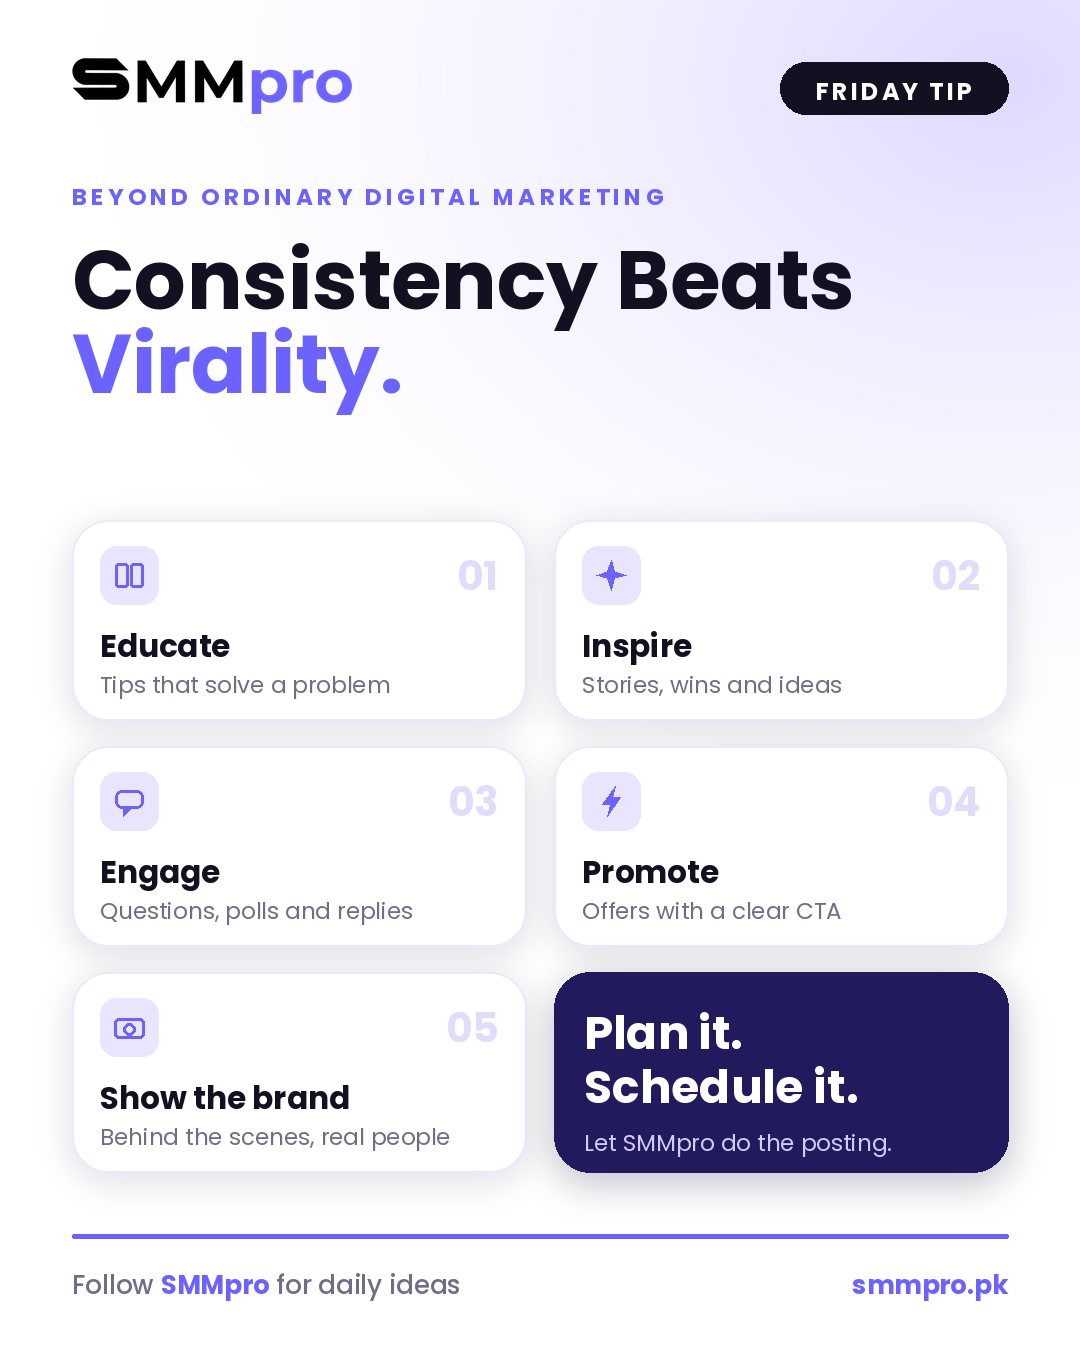 SMMpro
FRIDAY TIP
BEYOND ORDINARY DIGITAL MARKETING
Consistency Beats
Virality.
01
Educate
Tips that solve a problem
02
Inspire
Stories, wins and ideas
03
Engage
Questions, polls and replies
04
Promote
Offers with a clear CTA
05
Show the brand
Behind the scenes, real people
Plan it.
Schedule it.
Let SMMpro do the posting.
Follow SMMpro for daily ideas
smmpro.pk